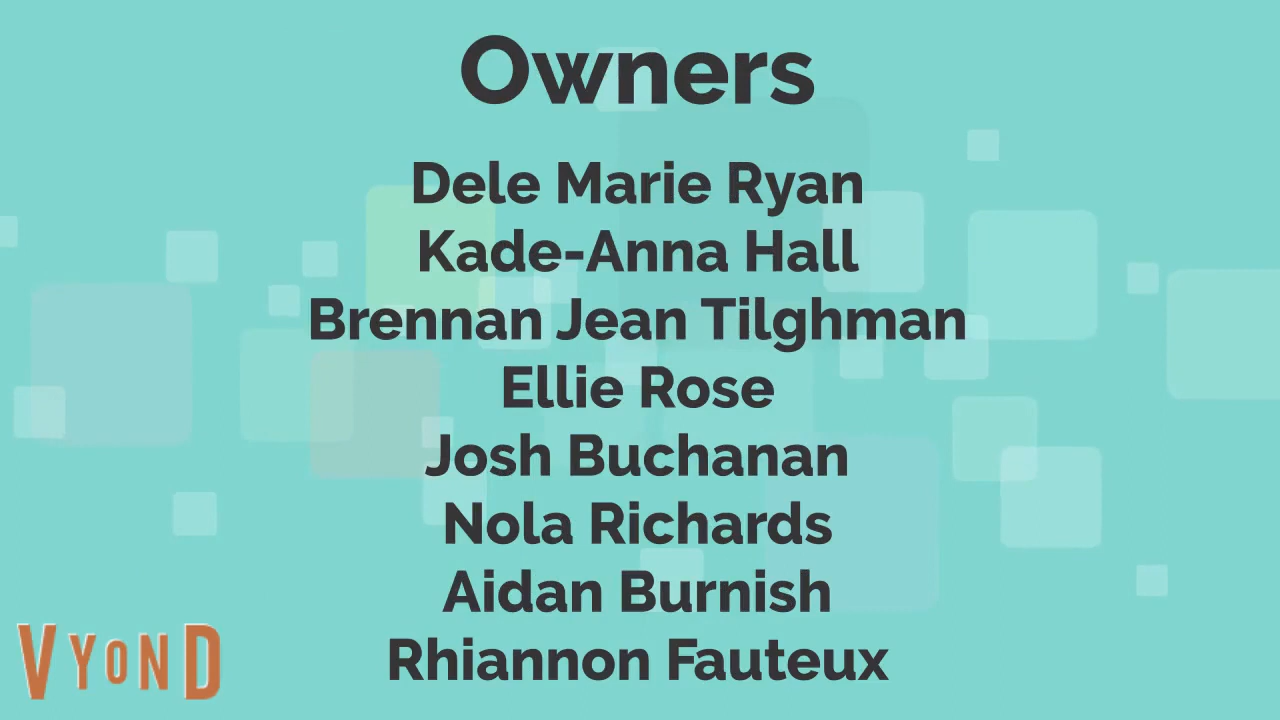 Owners
Dele Marie Ryan
Kade-Anna Hall
Brennan Jean Tilghman
Ellie Rose
Josh Buchanan
Nola Richards
Aidan Burnish
Rhiannon Fauteux
VYOND